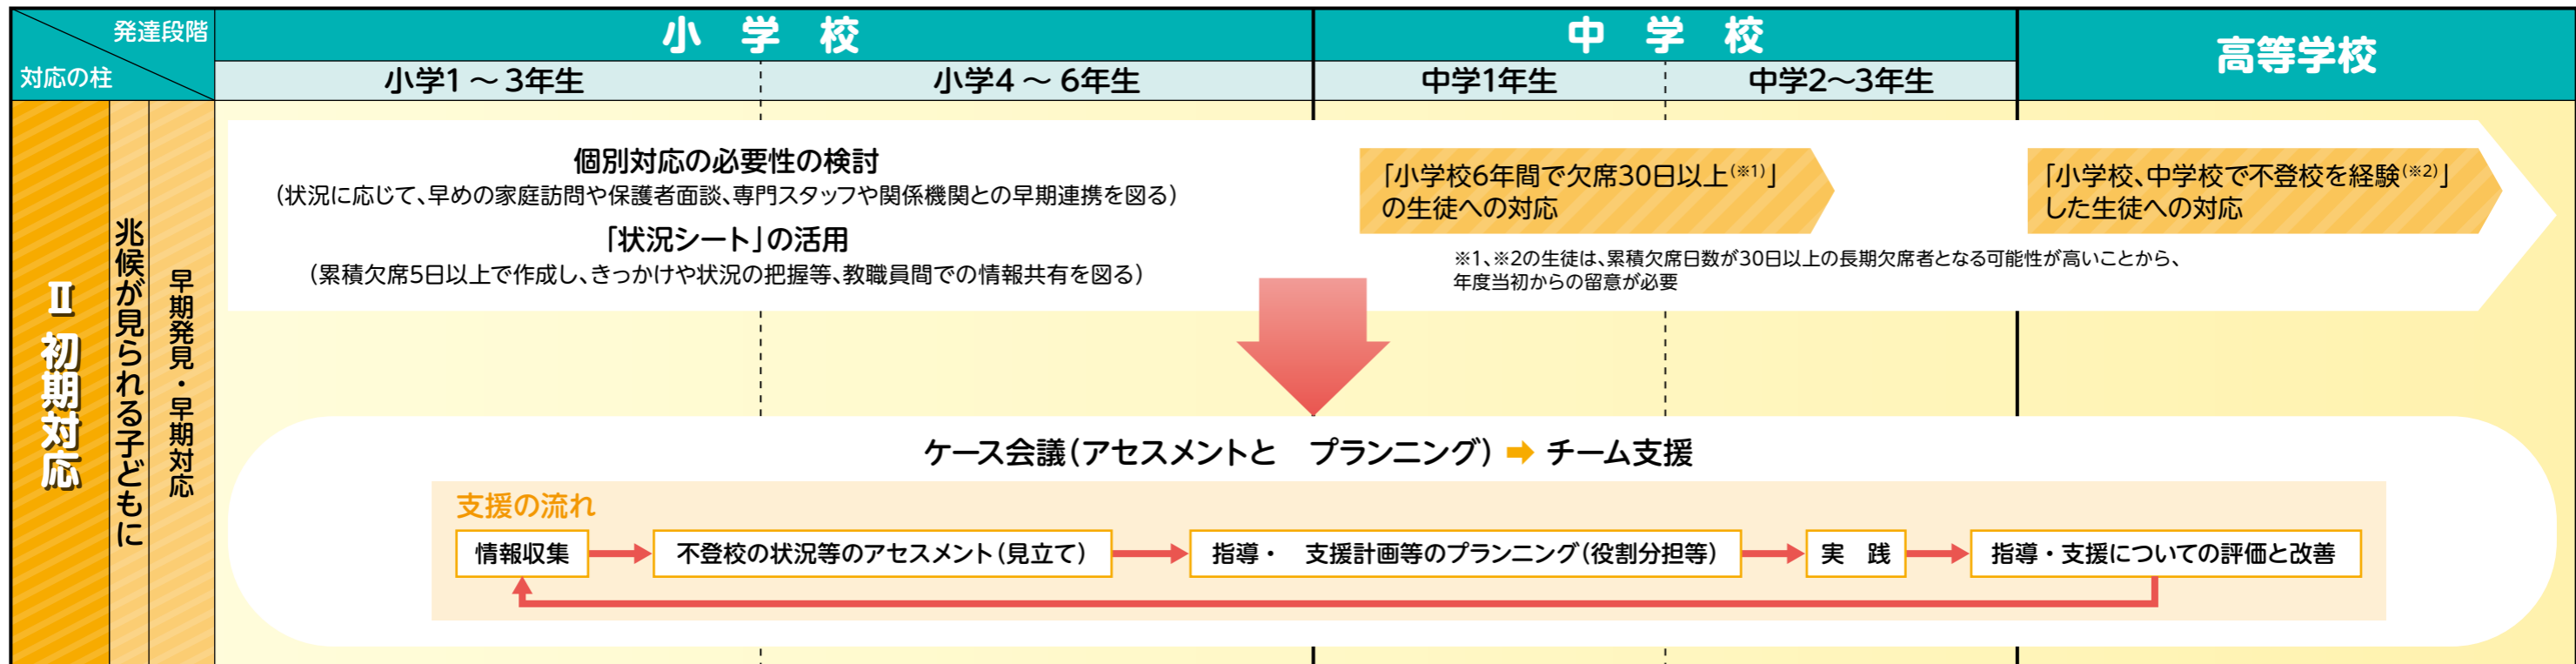 発達段階
対応の柱
小 学 校
中 学 校
高等学校
小学1 ～ 3年生
小学4 ～ 6年生
中学1年生
中学2～3年生
Ⅱ 初期対応
兆候が見られる子どもに
早期発見・早期対応
個別対応の必要性の検討
（状況に応じて、早めの家庭訪問や保護者面談、専門スタッフや関係機関との早期連携を図る）
「状況シート」の活用
（累積欠席5日以上で作成し、きっかけや状況の把握等、教職員間での情報共有を図る）
「小学校6年間で欠席30日以上（※1）」
の生徒への対応
「小学校、中学校で不登校を経験（※2）」
した生徒への対応
※1、※2の生徒は、累積欠席日数が30日以上の長期欠席者となる可能性が高いことから、
年度当初からの留意が必要
ケース会議（アセスメントと　プランニング）➡ チーム支援
支援の流れ
情報収集
不登校の状況等のアセスメント（見立て）
指導・　支援計画等のプランニング（役割分担等）
実　践
指導・支援についての評価と改善